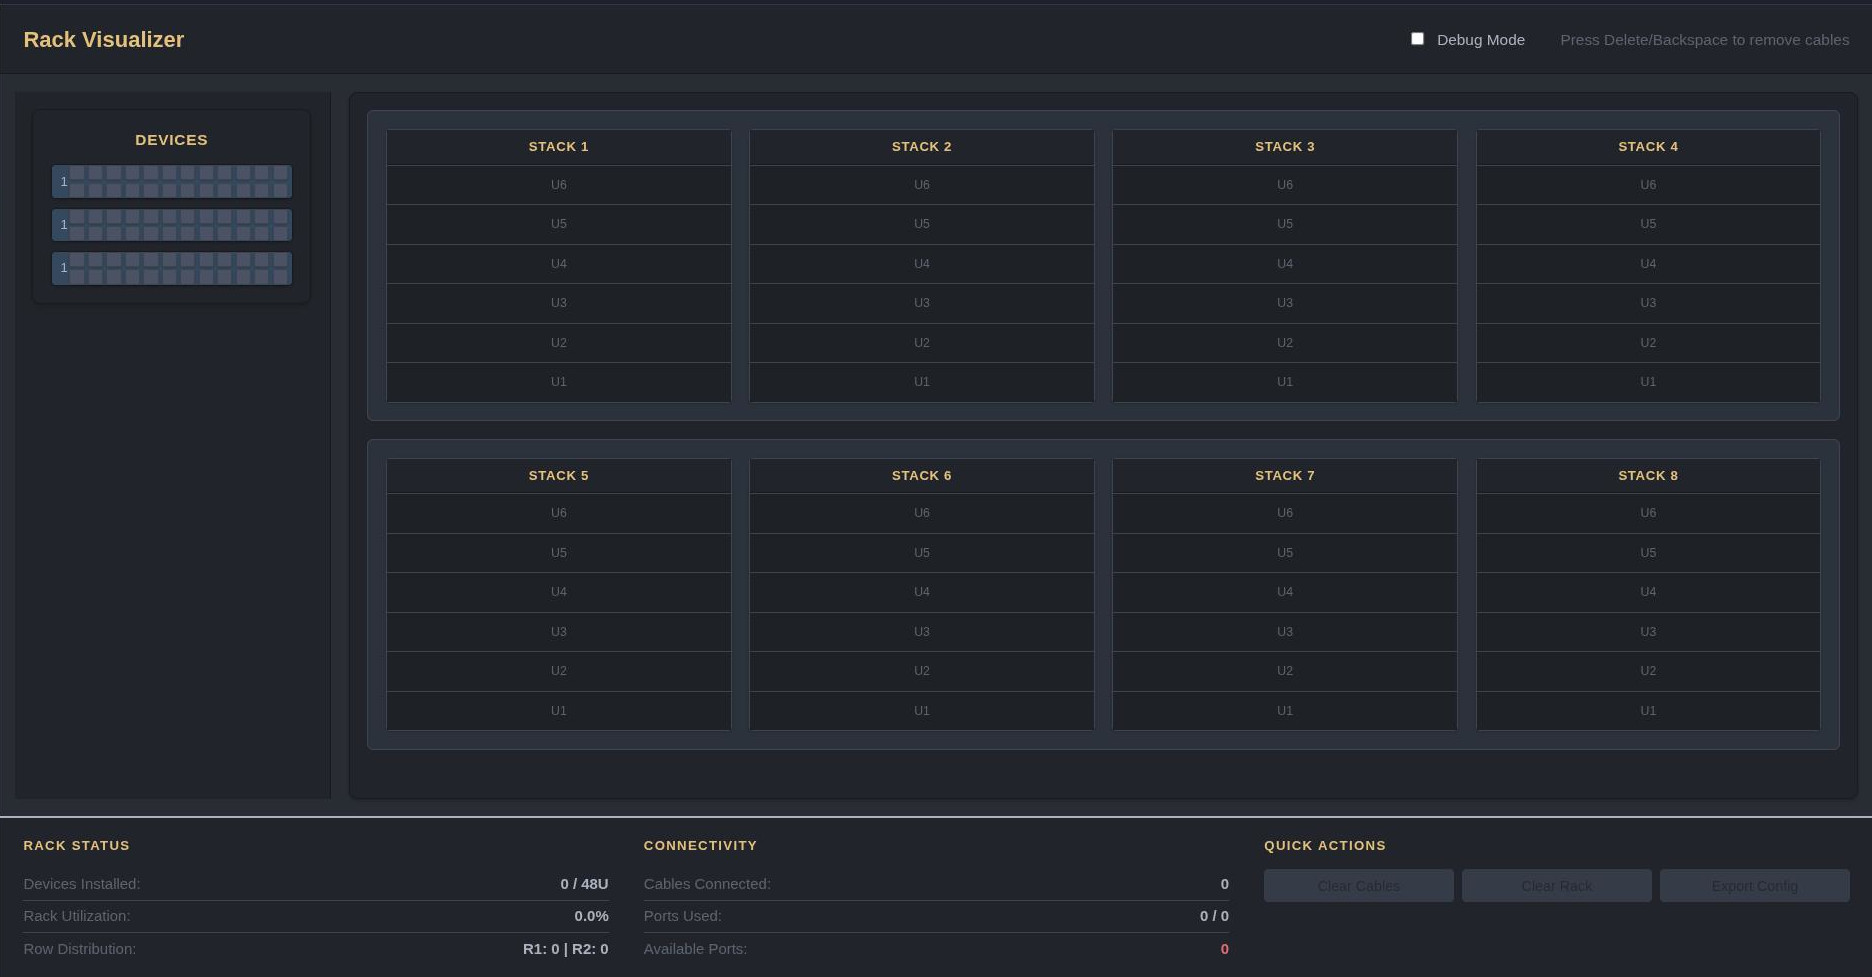 Rack Visualizer
Debug Mode
Press Delete/Backspace to remove cables
DEVICES
1
1
1
STACK 1
U6
U5
U4
U3
U2
U1
STACK 2
U6
U5
U4
U3
U2
U1
STACK 3
U6
U5
U4
U3
U2
U1
STACK 4
U6
U5
U4
U3
U2
U1
STACK 5
U6
U5
U4
U3
U2
U1
STACK 6
U6
U5
U4
U3
U2
U1
STACK 7
U6
U5
U4
U3
U2
U1
STACK 8
U6
U5
U4
U3
U2
U1
RACK STATUS
Devices Installed: 0 / 48U
Rack Utilization: 0.0%
Row Distribution: R1: 0 | R2: 0
CONNECTIVITY
Cables Connected: 0
Ports Used: 0 / 0
Available Ports: 0
QUICK ACTIONS
Clear Cables
Clear Rack
Export Config